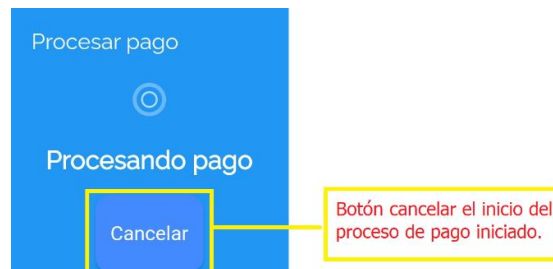 Procesar pago
Procesando pago
Cancelar
Botón cancelar el inicio del
proceso de pago iniciado.